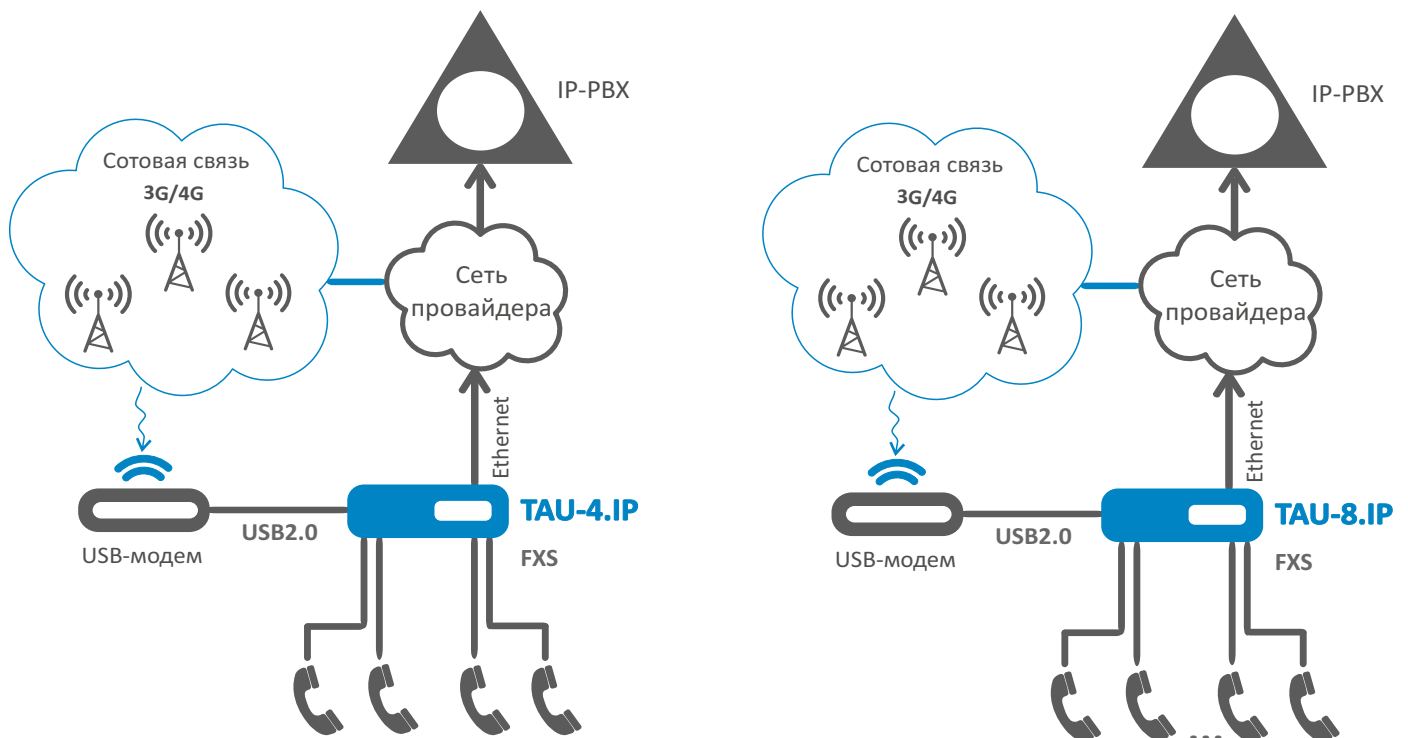 IP-PBX
Сотовая связь
3G/4G
Сеть
провайдера
Ethernet
TAU-4.IP
USB2.0
USB-модем
FXS
IP-PBX
Сотовая связь
3G/4G
Сеть
провайдера
Ethernet
TAU-8.IP
USB2.0
USB-модем
FXS
...